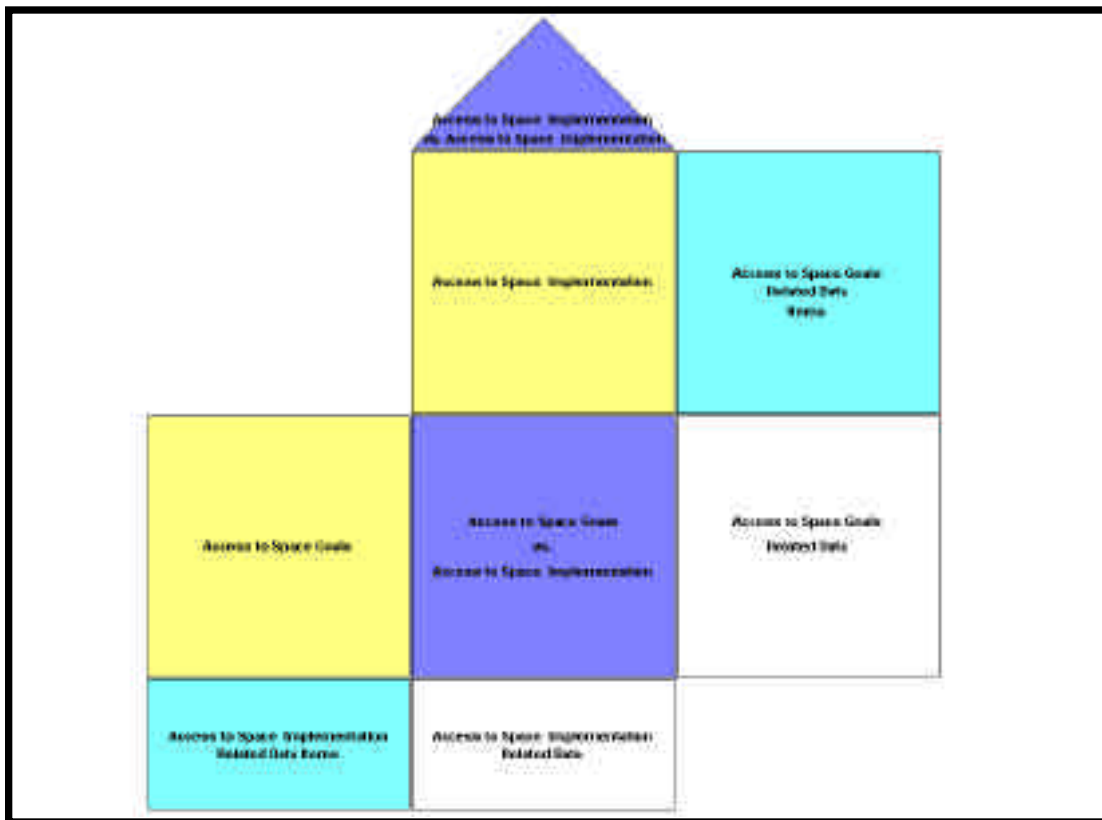 Access to Space Implementation
vs. Access to Space Implementation
Access to Space Implementation
Access to Space Goals
Related Data
Items
Access to Space Goals
Access to Space Goals
vs.
Access to Space Implementation
Access to Space Goals
Related Data
Access to Space Implementation
Related Data Items
Access to Space Implementation
Related Data